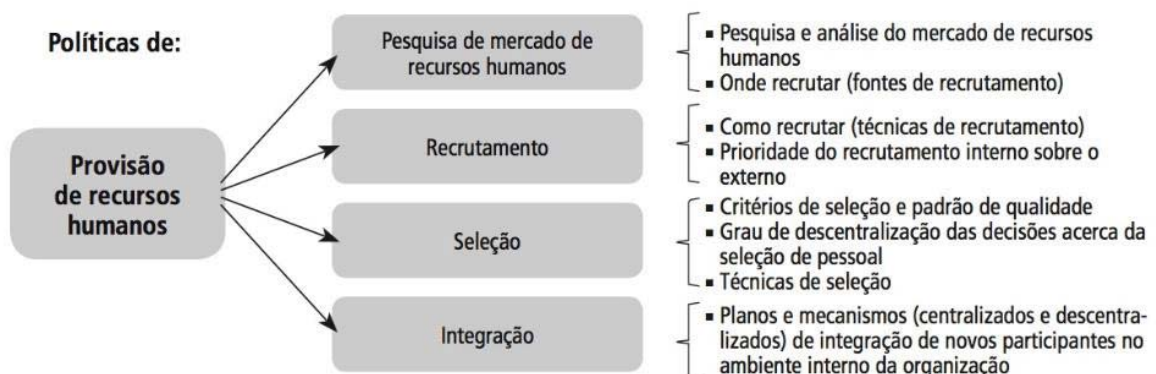 Políticas de:
Provisão
de recursos
humanos
Pesquisa de mercado de
recursos humanos
▪ Pesquisa e análise do mercado de recursos
humanos
▪ Onde recrutar (fontes de recrutamento)
Recrutamento
▪ Como recrutar (técnicas de recrutamento)
▪ Prioridade do recrutamento interno sobre o
externo
Seleção
▪ Critérios de seleção e padrão de qualidade
▪ Grau de descentralização das decisões acerca da
seleção de pessoal
▪ Técnicas de seleção
Integração
▪ Planos e mecanismos (centralizados e descentra-
lizados) de integração de novos participantes no
ambiente interno da organização